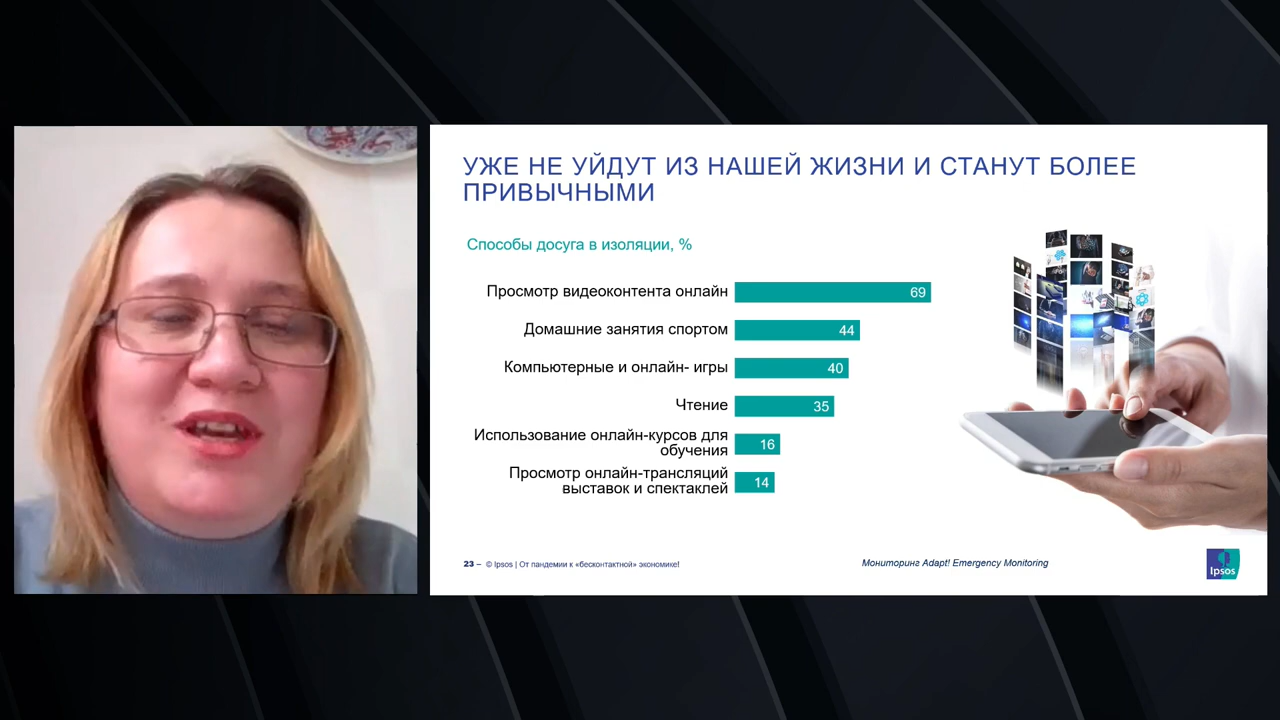 УЖЕ НЕ УЙДУТ ИЗ НАШЕЙ ЖИЗНИ И СТАНУТ БОЛЕЕ
ПРИВЫЧНЫМИ
Способы досуга в изоляции, %
Просмотр видеоконтента онлайн 69
Домашние занятия спортом 44
Компьютерные и онлайн- игры 40
Чтение 35
Использование онлайн-курсов для
обучения 16
Просмотр онлайн-трансляций
выставок и спектаклей 14
23 – © Ipsos | От пандемии к «бесконтактной» экономике!
Мониторинг Adapt! Emergency Monitoring
Ipsos